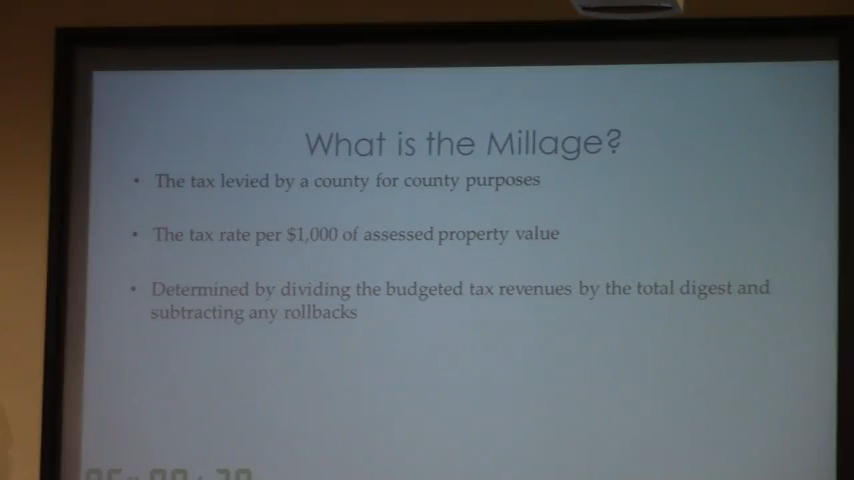 What is the Millage?
• The tax levied by a county for county purposes
• The tax rate per $1,000 of assessed property value
• Determined by dividing the budgeted tax revenues by the total digest and
subtracting any rollbacks